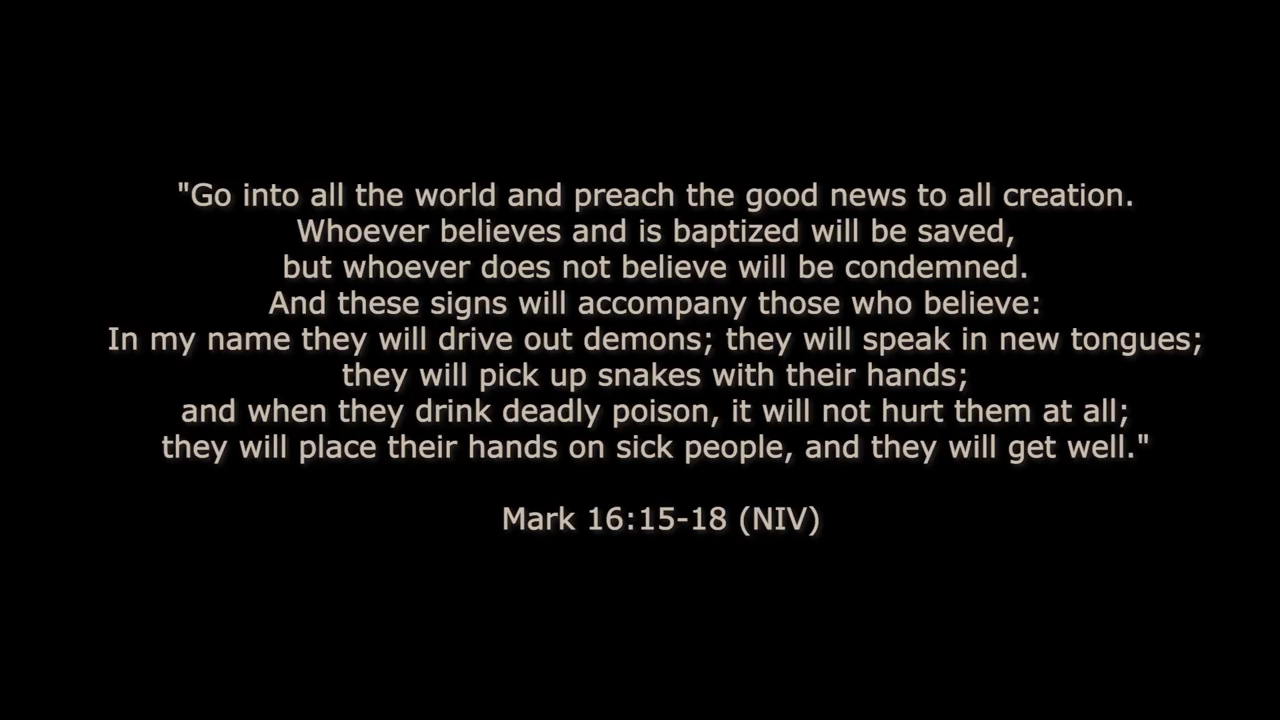 "Go into all the world and preach the good news to all creation.
Whoever believes and is baptized will be saved,
but whoever does not believe will be condemned.
And these signs will accompany those who believe:
In my name they will drive out demons; they will speak in new tongues;
they will pick up snakes with their hands;
and when they drink deadly poison, it will not hurt them at all;
they will place their hands on sick people, and they will get well."
Mark 16:15-18 (NIV)